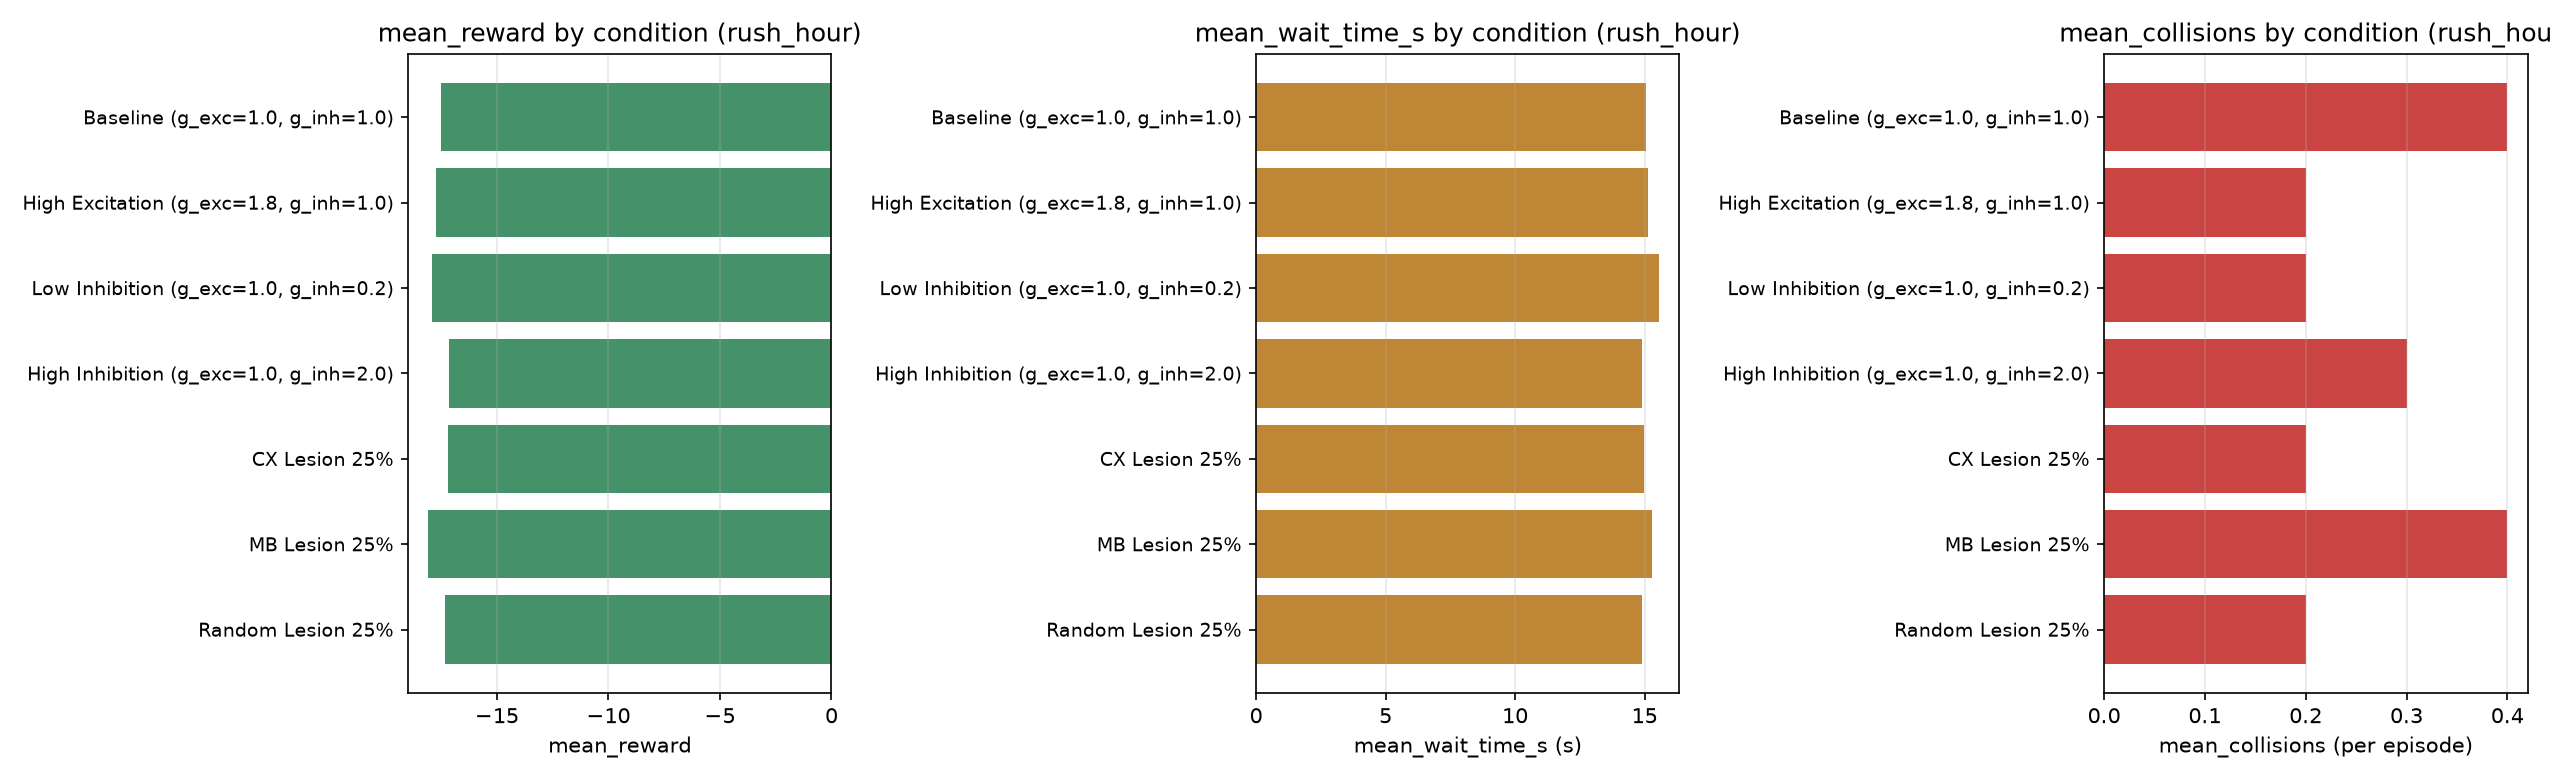 mean_reward by condition (rush_hour)
Baseline (g_exc=1.0, g_inh=1.0)
High Excitation (g_exc=1.8, g_inh=1.0)
Low Inhibition (g_exc=1.0, g_inh=0.2)
High Inhibition (g_exc=1.0, g_inh=2.0)
CX Lesion 25%
MB Lesion 25%
Random Lesion 25%
−15 −10 −5 0
mean_reward
mean_wait_time_s by condition (rush_hour)
Baseline (g_exc=1.0, g_inh=1.0)
High Excitation (g_exc=1.8, g_inh=1.0)
Low Inhibition (g_exc=1.0, g_inh=0.2)
High Inhibition (g_exc=1.0, g_inh=2.0)
CX Lesion 25%
MB Lesion 25%
Random Lesion 25%
0 5 10 15
mean_wait_time_s (s)
mean_collisions by condition (rush_hou
Baseline (g_exc=1.0, g_inh=1.0)
High Excitation (g_exc=1.8, g_inh=1.0)
Low Inhibition (g_exc=1.0, g_inh=0.2)
High Inhibition (g_exc=1.0, g_inh=2.0)
CX Lesion 25%
MB Lesion 25%
Random Lesion 25%
0.0 0.1 0.2 0.3 0.4
mean_collisions (per episode)